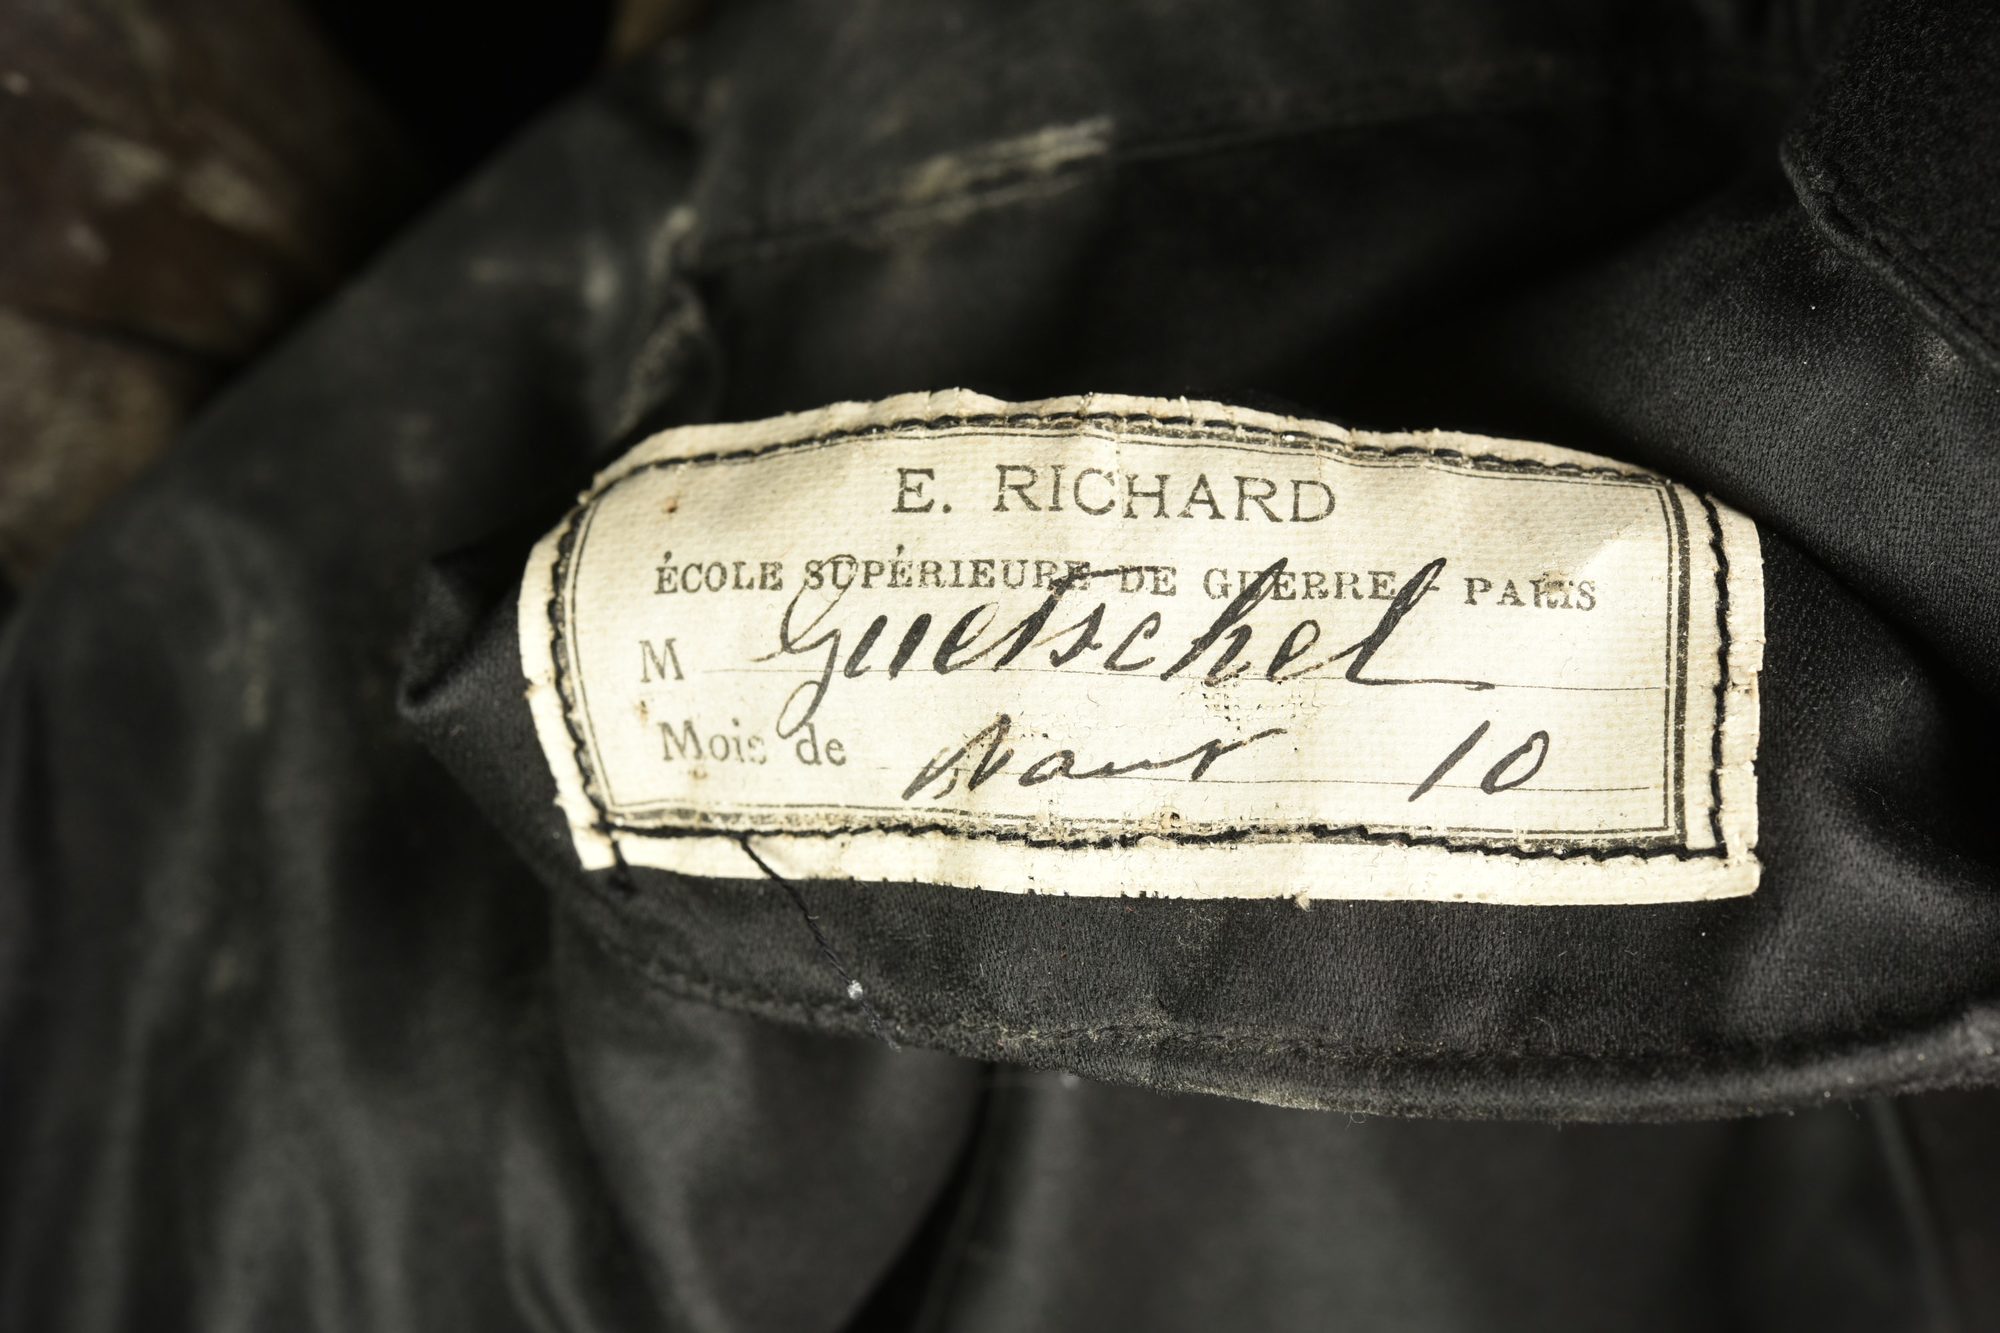 E. RICHARD
ÉCOLE SUPÉRIEURE DE GUERRE - PARIS
M Guetschel
Mois de 10